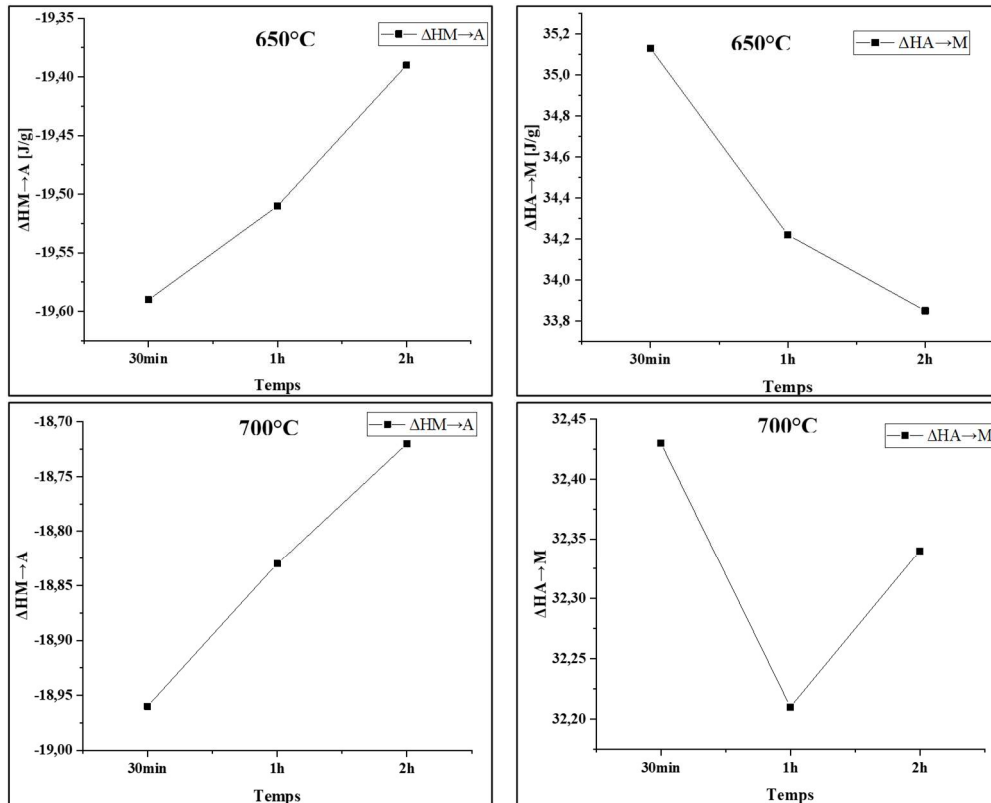 650°C
ΔHM→A
-19,35
-19,40
-19,45
-19,50
-19,55
-19,60
ΔHM→A [J/g]
30min 1h 2h
Temps
650°C
ΔHA→M
35,2
35,0
34,8
34,6
34,4
34,2
34,0
33,8
ΔHA→M [J/g]
30min 1h 2h
Temps
700°C
ΔHM→A
-18,70
-18,75
-18,80
-18,85
-18,90
-18,95
-19,00
ΔHM→A
30min 1h 2h
Temps
700°C
ΔHA→M
32,45
32,40
32,35
32,30
32,25
32,20
ΔHA→M
30min 1h 2h
Temps